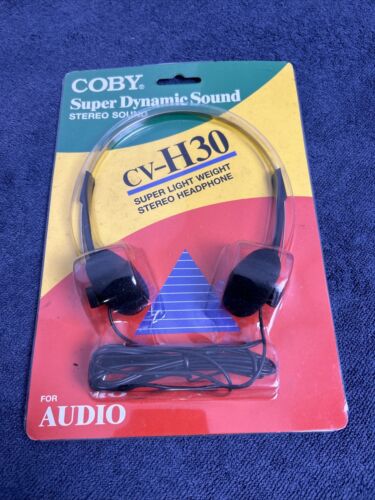 COBY®
Super Dynamic Sound
STEREO SOUND
CV-H30
SUPER LIGHT WEIGHT
STEREO HEADPHONE
FOR
AUDIO